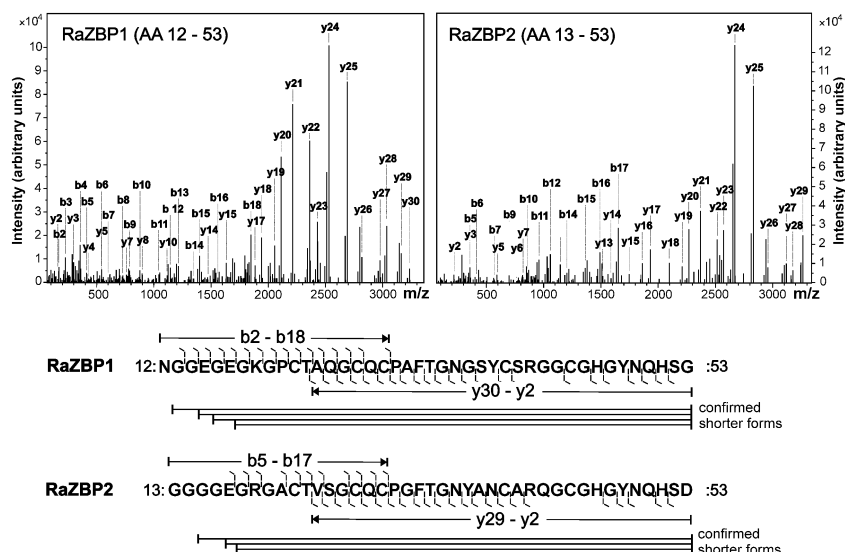 ×10⁴
RaZBP1 (AA 12 - 53)
Intensity (arbitrary units)
10
9
8
7
6
5
4
3
2
1
0
y2 b2 b3 y3 b4 b5 y4 b6 y5 b7 b8 y7 b9 b10 y8 b11 y10 b 12 b13 b14 b15 y14 b16 y15 b18 y17 y18 y19 y20 y21 y22 y23 y24 y25 y26 y27 y28 y29 y30
500 1000 1500 2000 2500 3000 m/z
×10⁴
RaZBP2 (AA 13 - 53)
Intensity (arbitrary units)
12
11
10
9
8
7
6
5
4
3
2
1
0
y2 y3 b5 b6 b7 y5 b9 y6 y7 b10 b11 b12 b14 b15 b16 y13 y14 b17 y15 y16 y17 y18 y19 y20 y21 y22 y23 y24 y25 y26 y27 y28 y29
500 1000 1500 2000 2500 3000 m/z
b2 - b18
RaZBP1 12: NGGEGEGKGPCTAQGCQCPAFTGNGSYCSRGGCGHGYNQHSG :53
y30 - y2
confirmed
shorter forms
b5 - b17
RaZBP2 13: GGGGEGRGACTVSGCQCPGFTGNYANCARQGCGHGYNQHSD :53
y29 - y2
confirmed
shorter forms